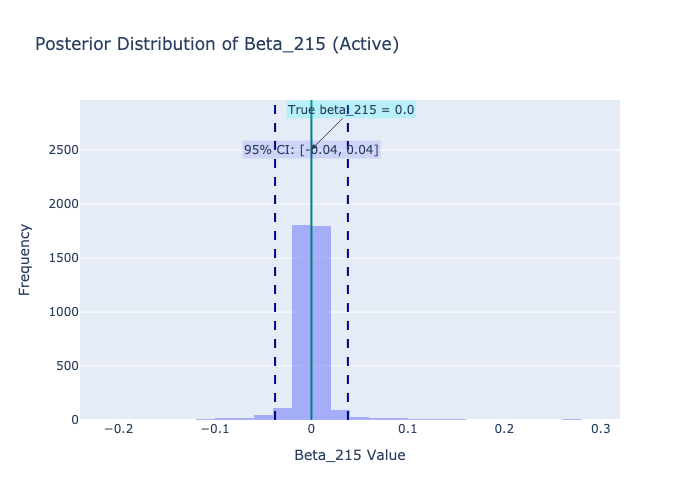 Posterior Distribution of Beta_215 (Active)
True beta_215 = 0.0
95% CI: [-0.04, 0.04]
2500
2000
1500
1000
500
0
Frequency
−0.2
−0.1
0
0.1
0.2
0.3
Beta_215 Value